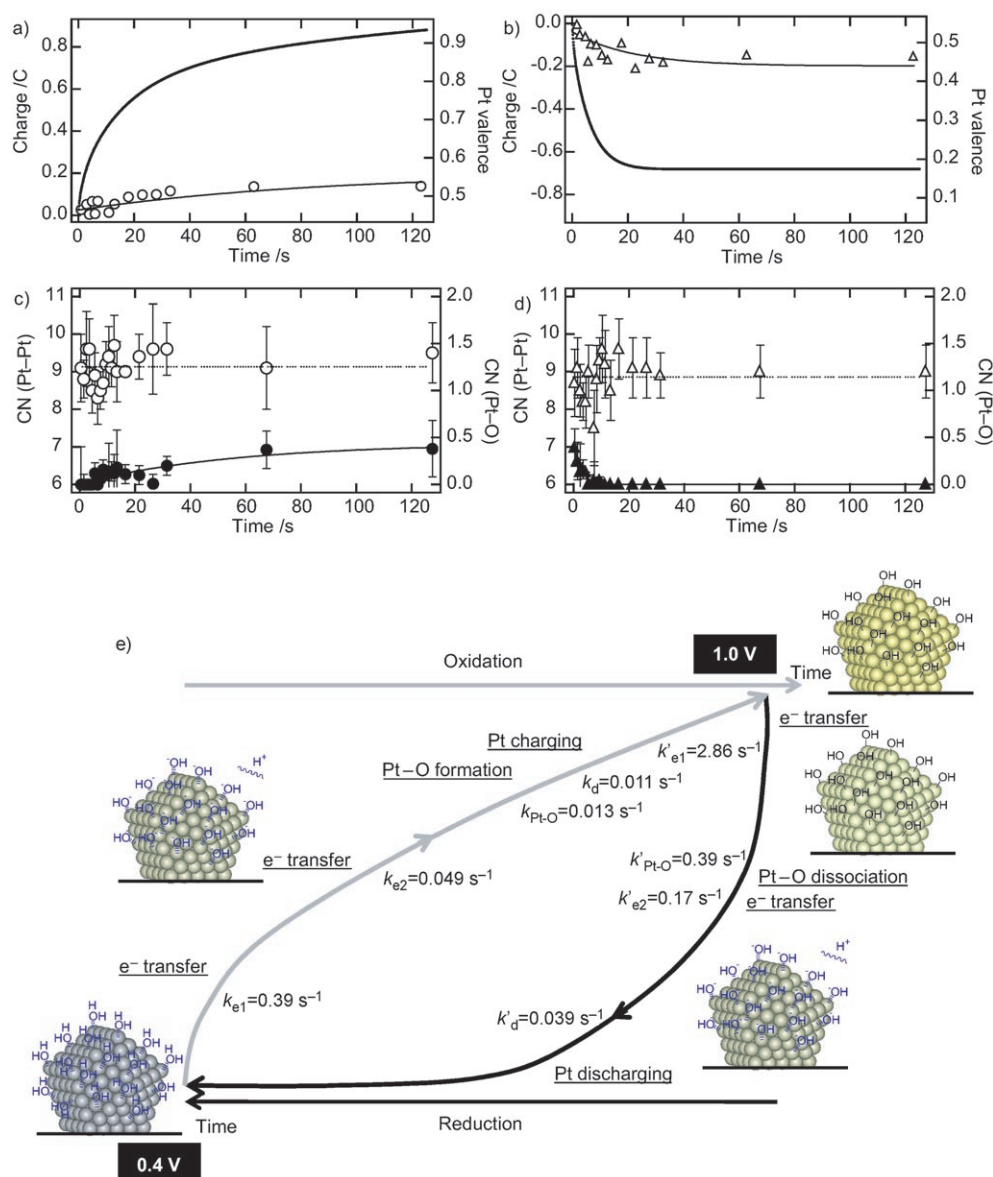 a)
Charge /C
0.8
0.6
0.4
0.2
0.0
0.9
0.8
0.7
0.6
0.5
Pt valence
0 20 40 60 80 100 120
Time /s
b)
Charge /C
0.0
-0.2
-0.4
-0.6
-0.8
0.5
0.4
0.3
0.2
0.1
Pt valence
0 20 40 60 80 100 120
Time /s
c)
CN (Pt–Pt)
11
10
9
8
7
6
2.0
1.5
1.0
0.5
0.0
CN (Pt–O)
0 20 40 60 80 100 120
Time /s
d)
CN (Pt–Pt)
11
10
9
8
7
6
2.0
1.5
1.0
0.5
0.0
CN (Pt–O)
0 20 40 60 80 100 120
Time /s
e)
Oxidation
1.0 V
Time
Pt charging
Pt–O formation
e⁻ transfer
k'e1=2.86 s⁻¹
kd=0.011 s⁻¹
kPt-O=0.013 s⁻¹
H⁺
e⁻ transfer
ke2=0.049 s⁻¹
k'Pt-O=0.39 s⁻¹
Pt–O dissociation
k'e2=0.17 s⁻¹
e⁻ transfer
e⁻ transfer
ke1=0.39 s⁻¹
k'd=0.039 s⁻¹
H⁺
Pt discharging
Time
Reduction
0.4 V